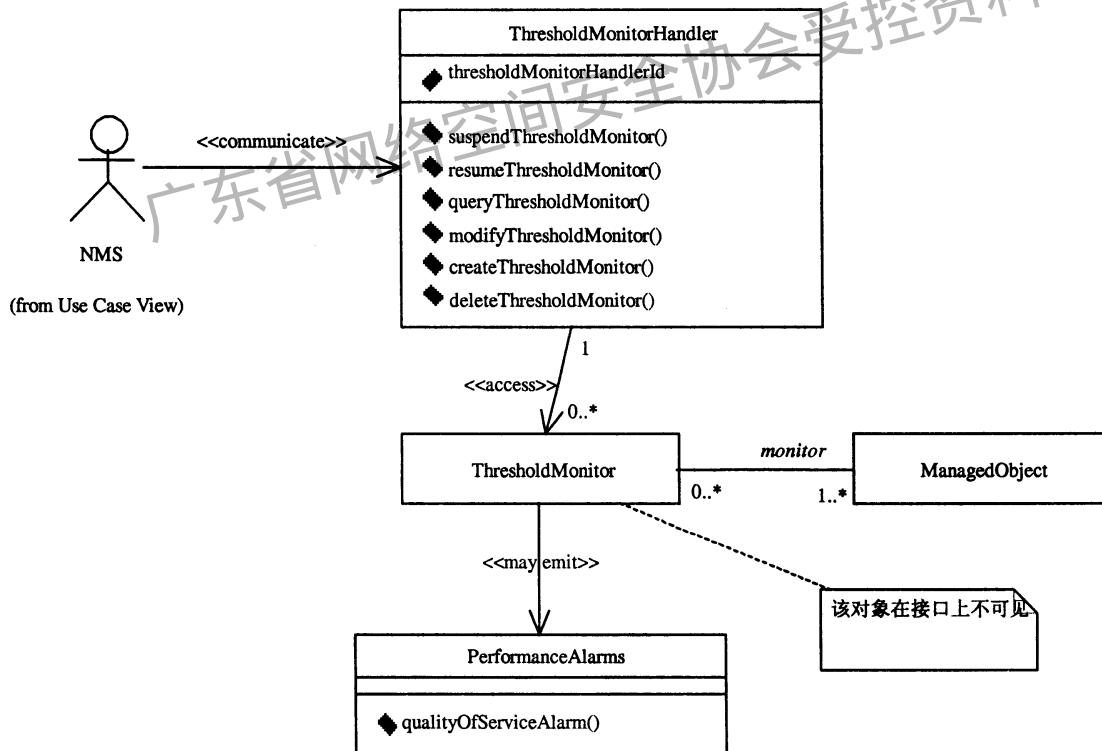 ThresholdMonitorHandler
thresholdMonitorHandlerId
<<communicate>>
suspendThresholdMonitor()
resumeThresholdMonitor()
queryThresholdMonitor()
modifyThresholdMonitor()
createThresholdMonitor()
deleteThresholdMonitor()
NMS
(from Use Case View)
1
<<access>>
0..*
ThresholdMonitor
monitor
0..*
1..*
ManagedObject
<<may emit>>
该对象在接口上不可见
PerformanceAlarms
qualityOfServiceAlarm()
广东省网络空间安全协会受控资料